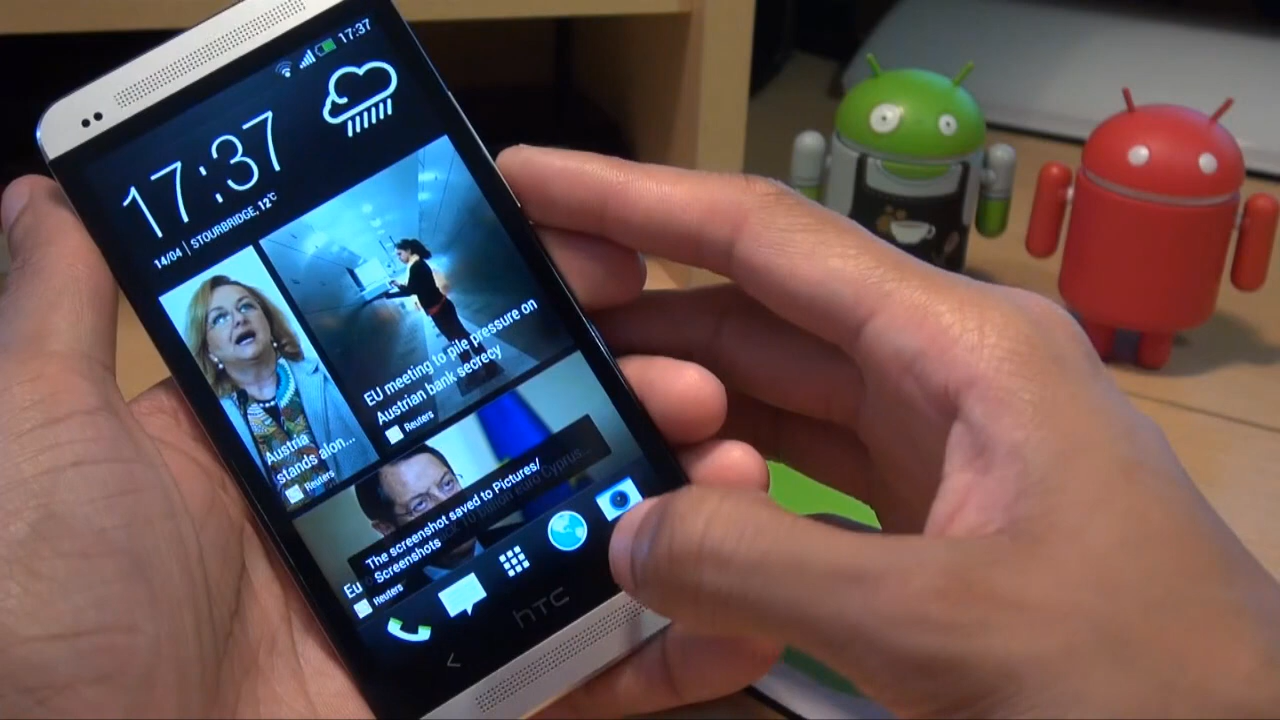 17:37
17:37
14/04 | STOURBRIDGE, 12°C
EU meeting to pile pressure on
Austrian bank secrecy
Reuters
Austria
stands alon...
Reuters
The screenshot saved to Pictures/
Screenshots
Eu
Reuters
hTC